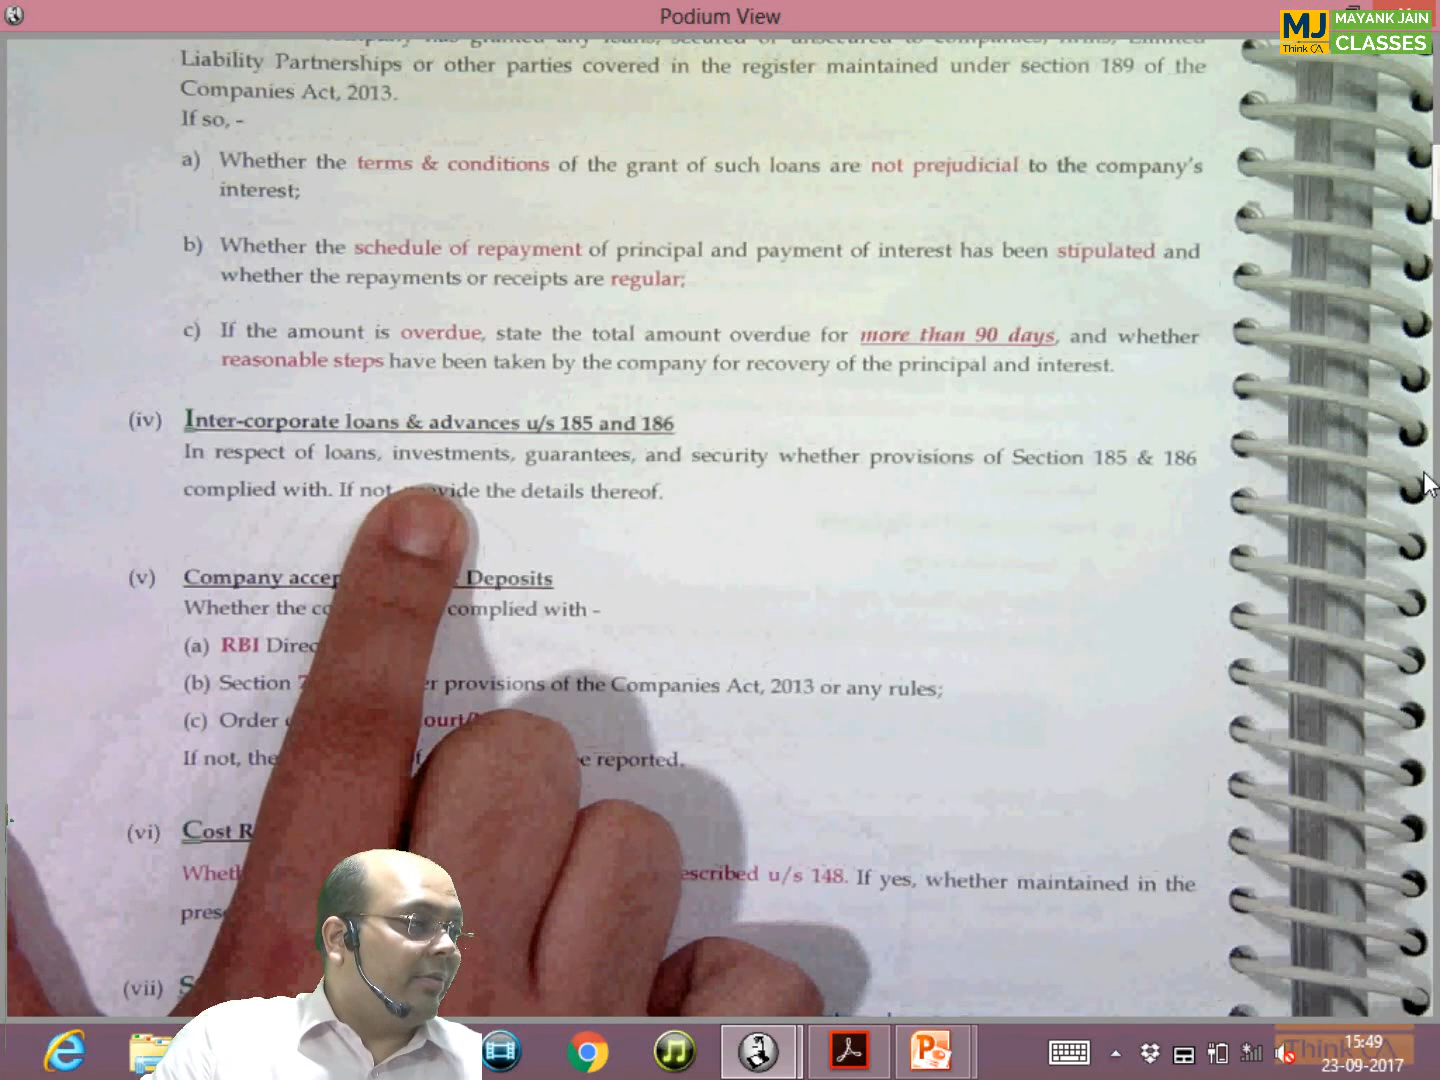 Podium View
MJ
Think CA
MAYANK JAIN
CLASSES
Liability Partnerships or other parties covered in the register maintained under section 189 of the
Companies Act, 2013.
If so, -
a) Whether the terms & conditions of the grant of such loans are not prejudicial to the company's
interest;
b) Whether the schedule of repayment of principal and payment of interest has been stipulated and
whether the repayments or receipts are regular;
c) If the amount is overdue, state the total amount overdue for more than 90 days, and whether
reasonable steps have been taken by the company for recovery of the principal and interest.
(iv) Inter-corporate loans & advances u/s 185 and 186
In respect of loans, investments, guarantees, and security whether provisions of Section 185 & 186
complied with. If not the details thereof.
(v) Company Deposits
Whether the complied with -
(a) RBI
(b) Section provisions of the Companies Act, 2013 or any rules;
(c) Order
If not, the reported.
(vi) Cost
u/s 148. If yes, whether maintained in the
(vii)
Think CA
15:49
23-09-2017